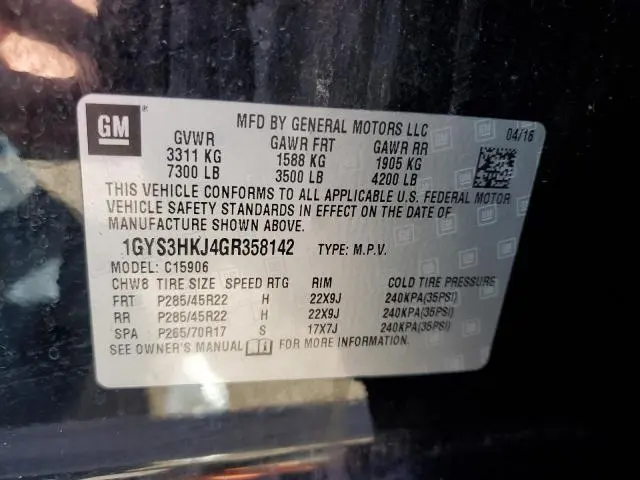 GM
MFD BY GENERAL MOTORS LLC 04/16
GVWR GAWR FRT GAWR RR
3311 KG 1588 KG 1905 KG
7300 LB 3500 LB 4200 LB
THIS VEHICLE CONFORMS TO ALL APPLICABLE U.S. FEDERAL MOTOR
VEHICLE SAFETY STANDARDS IN EFFECT ON THE DATE OF
MANUFACTURE SHOWN ABOVE.
1GYS3HKJ4GR358142 TYPE: M.P.V.
MODEL: C15906
CHW8 TIRE SIZE SPEED RTG RIM COLD TIRE PRESSURE
FRT P285/45R22 H 22X9J 240KPA(35PSI)
RR P285/45R22 H 22X9J 240KPA(35PSI)
SPA P265/70R17 S 17X7J 240KPA(35PSI)
SEE OWNER'S MANUAL FOR MORE INFORMATION.